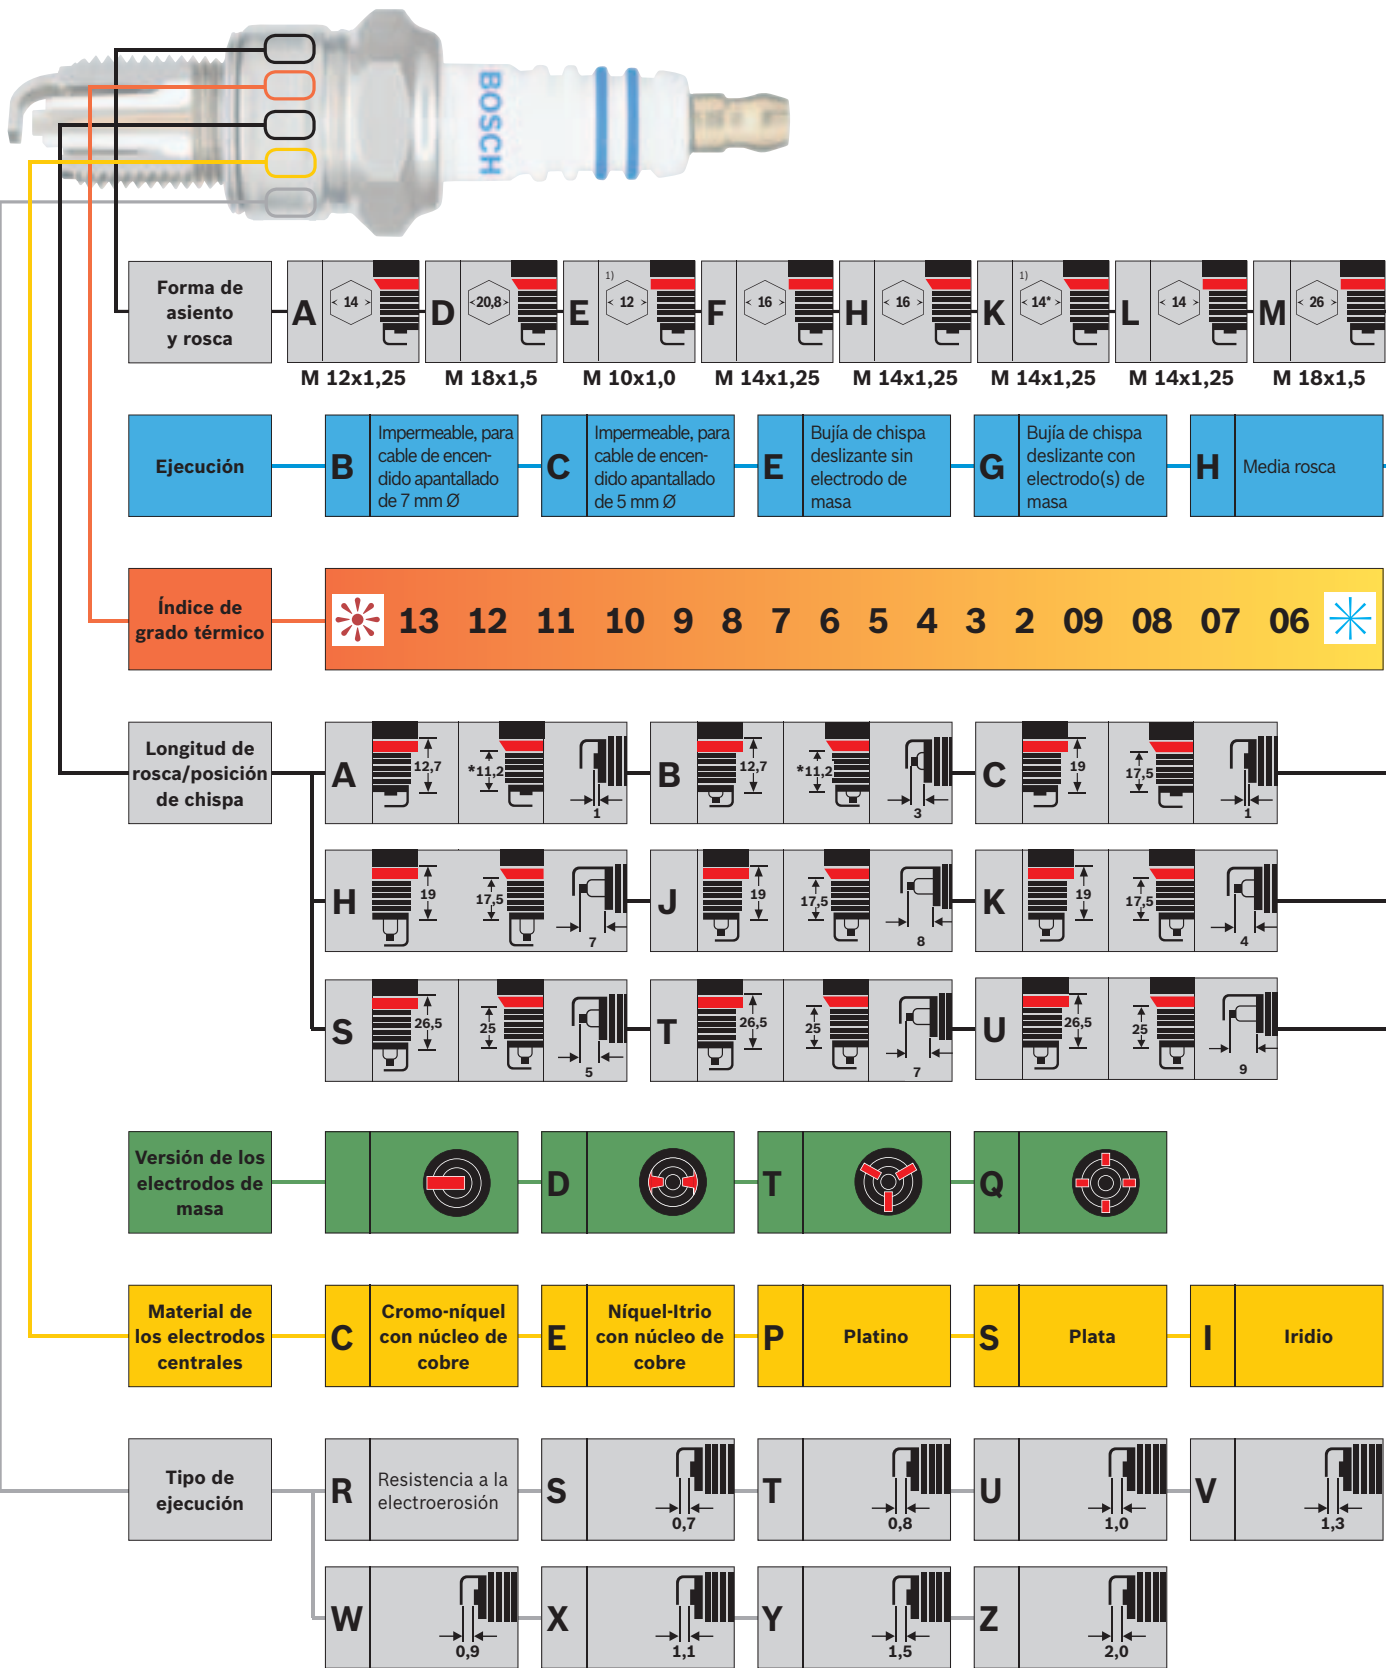 BOSCH
Forma de
asiento
y rosca
A
< 14 >
M 12x1,25
D
<20,8>
M 18x1,5
E
1)
< 12 >
M 10x1,0
F
< 16 >
M 14x1,25
H
< 16 >
M 14x1,25
K
1)
< 14* >
M 14x1,25
L
< 14 >
M 14x1,25
M
< 26 >
M 18x1,5
Ejecución
B
Impermeable, para
cable de encen-
dido apantallado
de 7 mm Ø
C
Impermeable, para
cable de encen-
dido apantallado
de 5 mm Ø
E
Bujía de chispa
deslizante sin
electrodo de
masa
G
Bujía de chispa
deslizante con
electrodo(s) de
masa
H
Media rosca
Índice de
grado térmico
13 12 11 10 9 8 7 6 5 4 3 2 09 08 07 06
Longitud de
rosca/posición
de chispa
A
12,7
*11,2
1
B
12,7
*11,2
3
C
19
17,5
1
H
19
17,5
7
J
19
17,5
8
K
19
17,5
4
S
26,5
25
5
T
26,5
25
7
U
26,5
25
9
Versión de los
electrodos de
masa
D
T
Q
Material de
los electrodos
centrales
C
Cromo-níquel
con núcleo de
cobre
E
Níquel-Itrio
con núcleo de
cobre
P
Platino
S
Plata
I
Iridio
Tipo de
ejecución
R
Resistencia a la
electroerosión
S
0,7
T
0,8
U
1,0
V
1,3
W
0,9
X
1,1
Y
1,5
Z
2,0